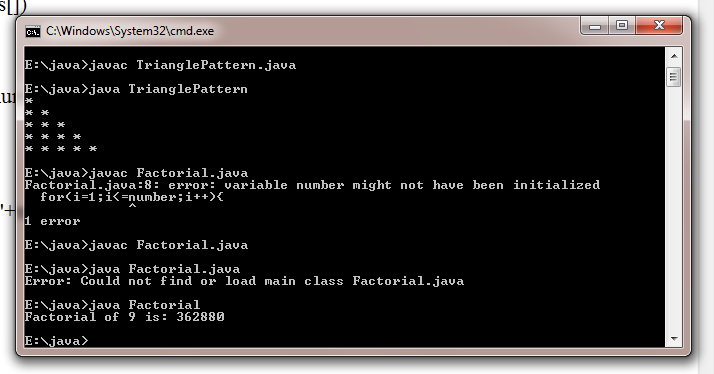 s[])
C:\Windows\System32\cmd.exe
E:\java>javac TrianglePattern.java
E:\java>java TrianglePattern
*
* *
* * *
* * * *
* * * * *
E:\java>javac Factorial.java
Factorial.java:8: error: variable number might not have been initialized
for(i=1;i<=number;i++){
^
1 error
E:\java>javac Factorial.java
E:\java>java Factorial.java
Error: Could not find or load main class Factorial.java
E:\java>java Factorial
Factorial of 9 is: 362880
"+
E:\java>